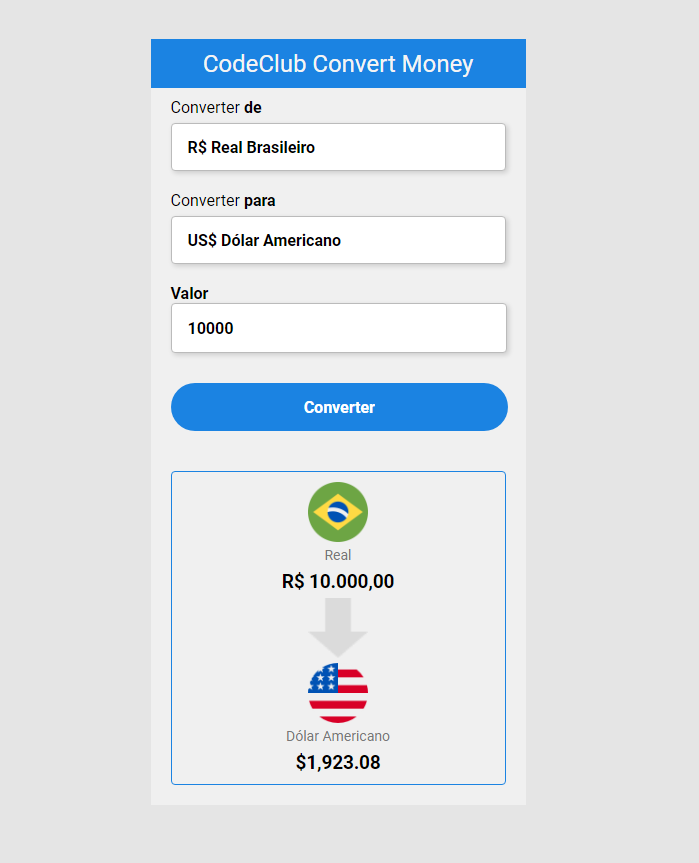 CodeClub Convert Money
Converter de
R$ Real Brasileiro
Converter para
US$ Dólar Americano
Valor
10000
Converter
Real
R$ 10.000,00
Dólar Americano
$1,923.08